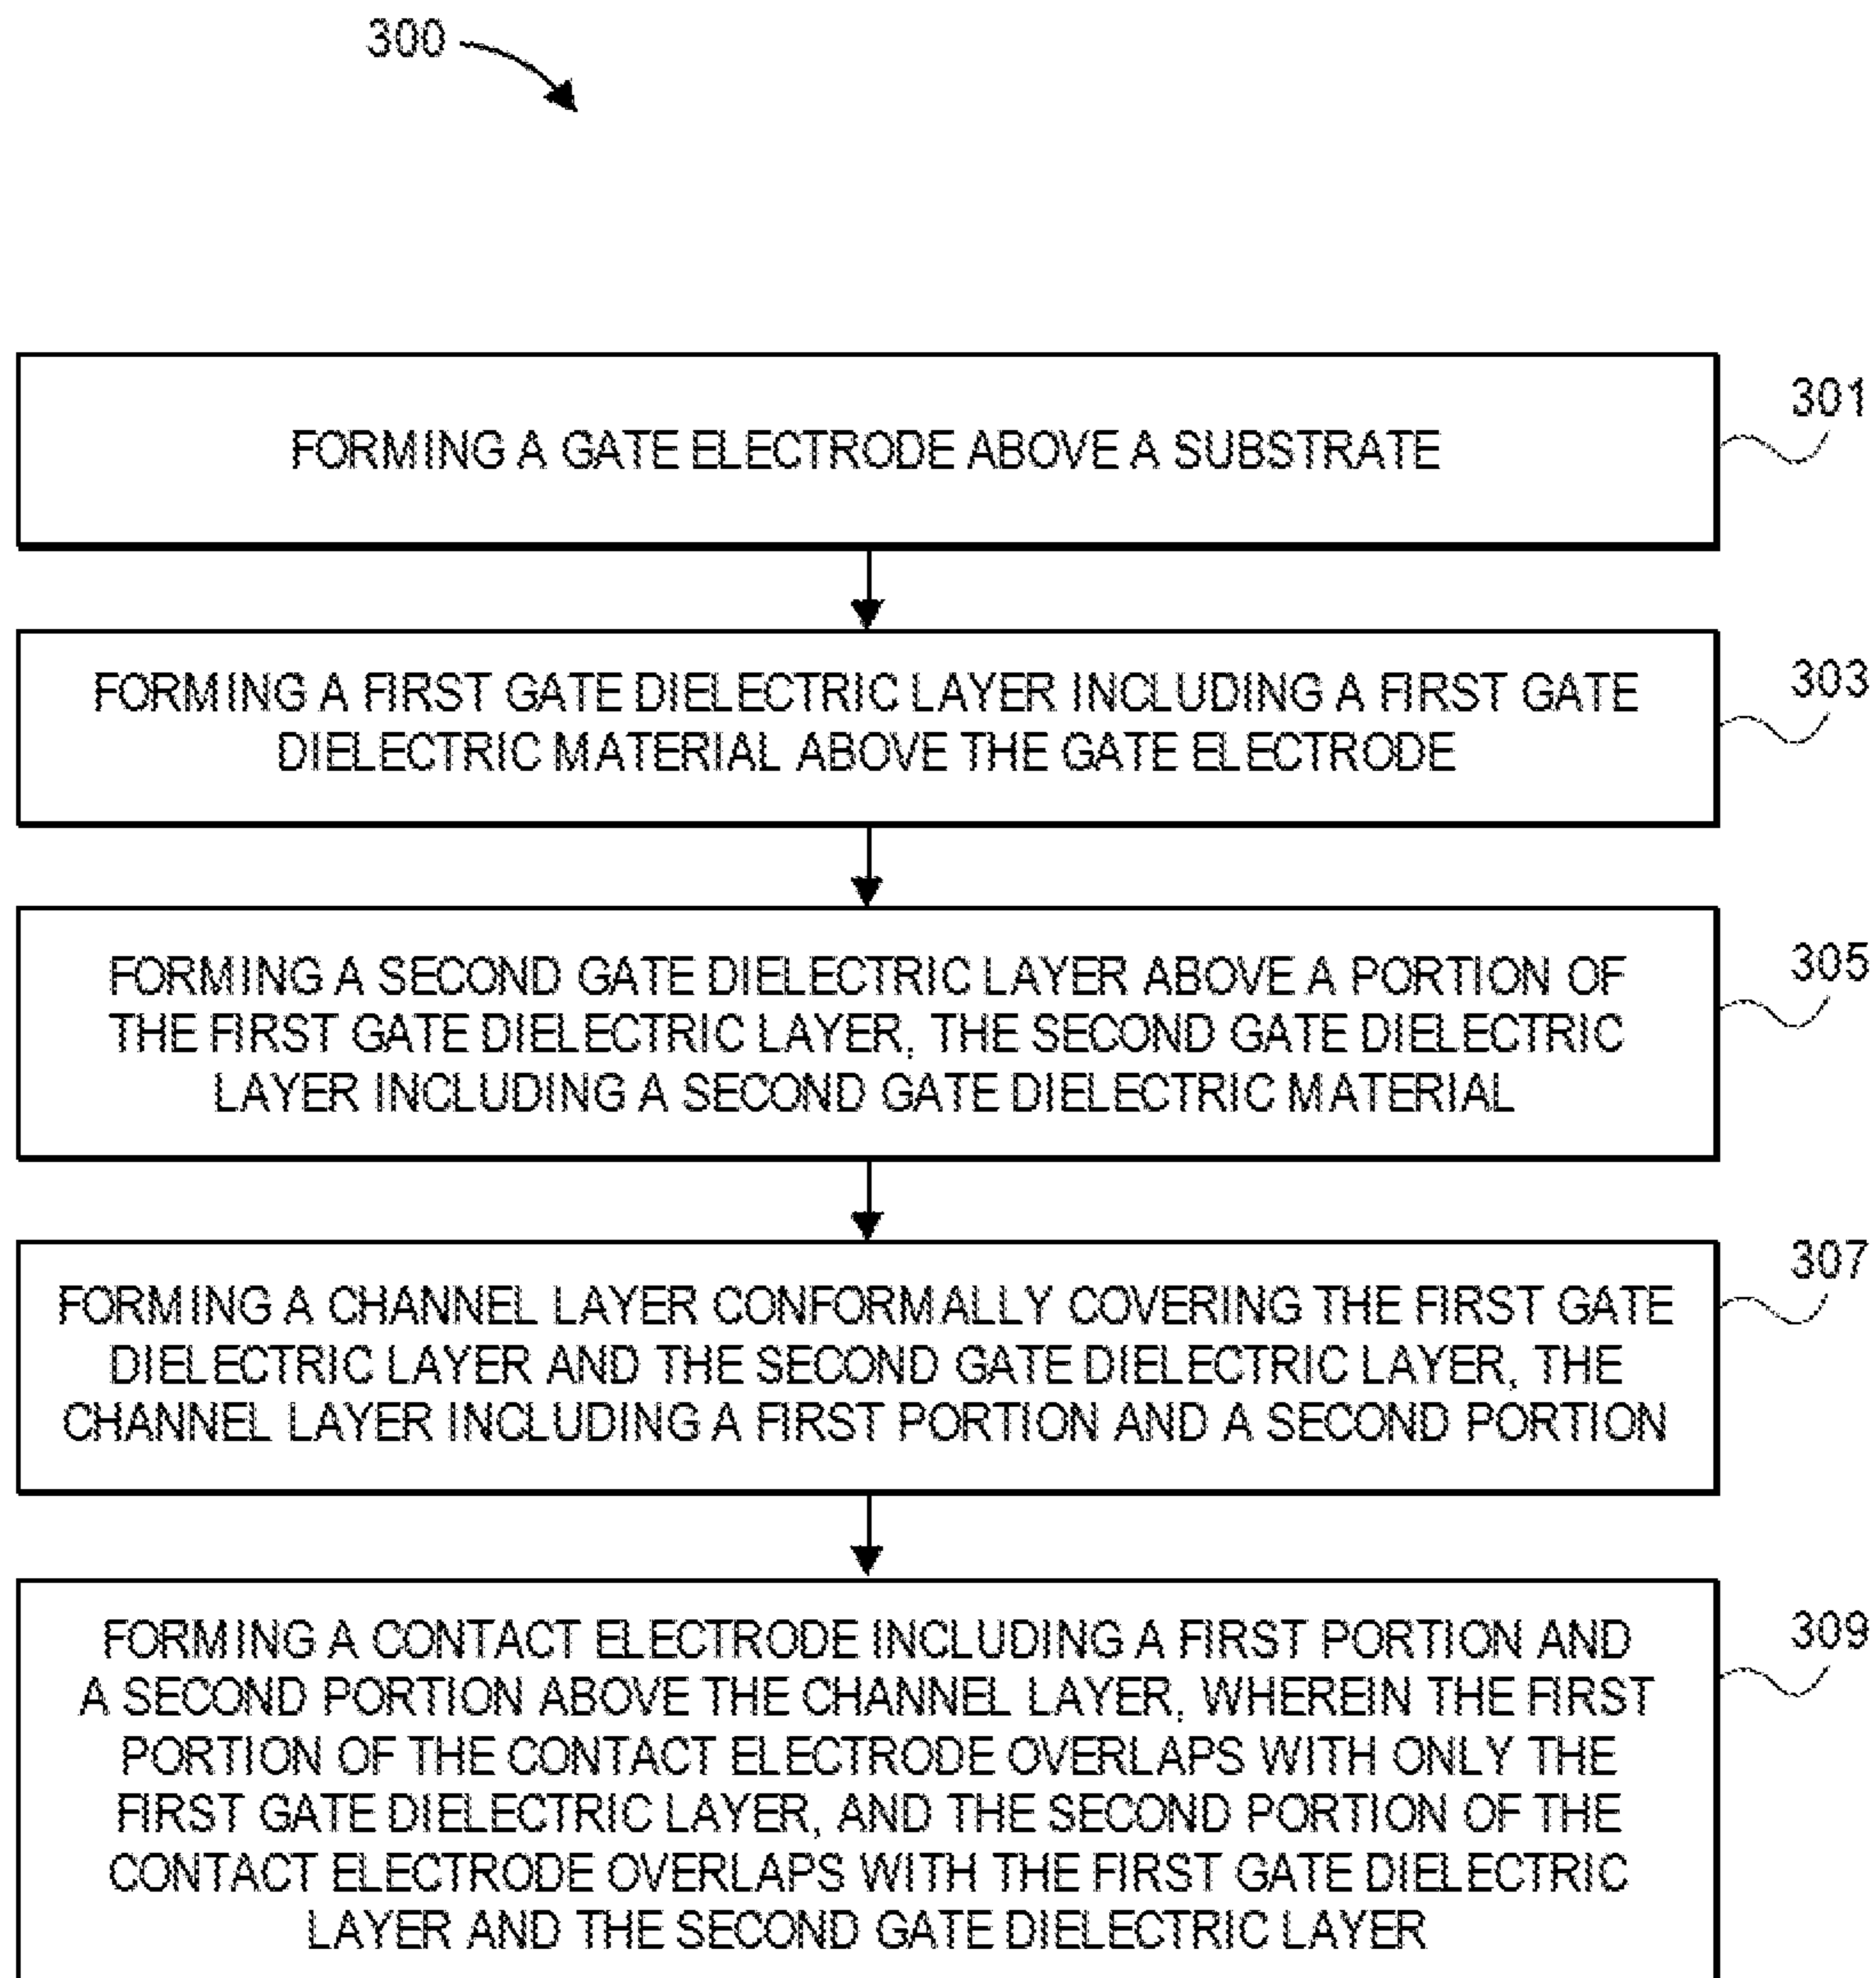 300
FORMING A GATE ELECTRODE ABOVE A SUBSTRATE
301
FORMING A FIRST GATE DIELECTRIC LAYER INCLUDING A FIRST GATE
DIELECTRIC MATERIAL ABOVE THE GATE ELECTRODE
303
FORMING A SECOND GATE DIELECTRIC LAYER ABOVE A PORTION OF
THE FIRST GATE DIELECTRIC LAYER, THE SECOND GATE DIELECTRIC
LAYER INCLUDING A SECOND GATE DIELECTRIC MATERIAL
305
FORMING A CHANNEL LAYER CONFORMALLY COVERING THE FIRST GATE
DIELECTRIC LAYER AND THE SECOND GATE DIELECTRIC LAYER, THE
CHANNEL LAYER INCLUDING A FIRST PORTION AND A SECOND PORTION
307
FORMING A CONTACT ELECTRODE INCLUDING A FIRST PORTION AND
A SECOND PORTION ABOVE THE CHANNEL LAYER, WHEREIN THE FIRST
PORTION OF THE CONTACT ELECTRODE OVERLAPS WITH ONLY THE
FIRST GATE DIELECTRIC LAYER, AND THE SECOND PORTION OF THE
CONTACT ELECTRODE OVERLAPS WITH THE FIRST GATE DIELECTRIC
LAYER AND THE SECOND GATE DIELECTRIC LAYER
309